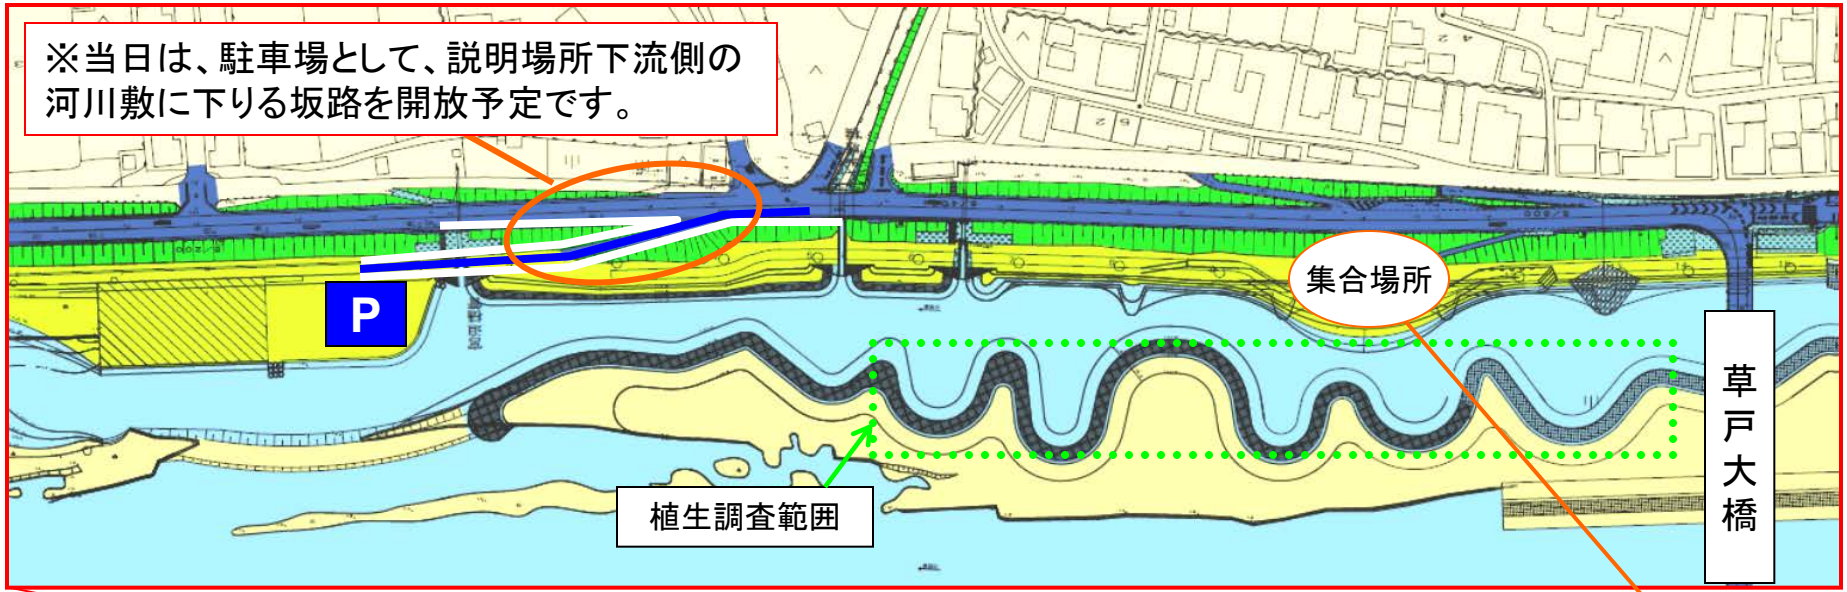 ※当日は、駐車場として、説明場所下流側の
河川敷に下りる坂路を開放予定です。
集合場所
P
草戸大橋
植生調査範囲